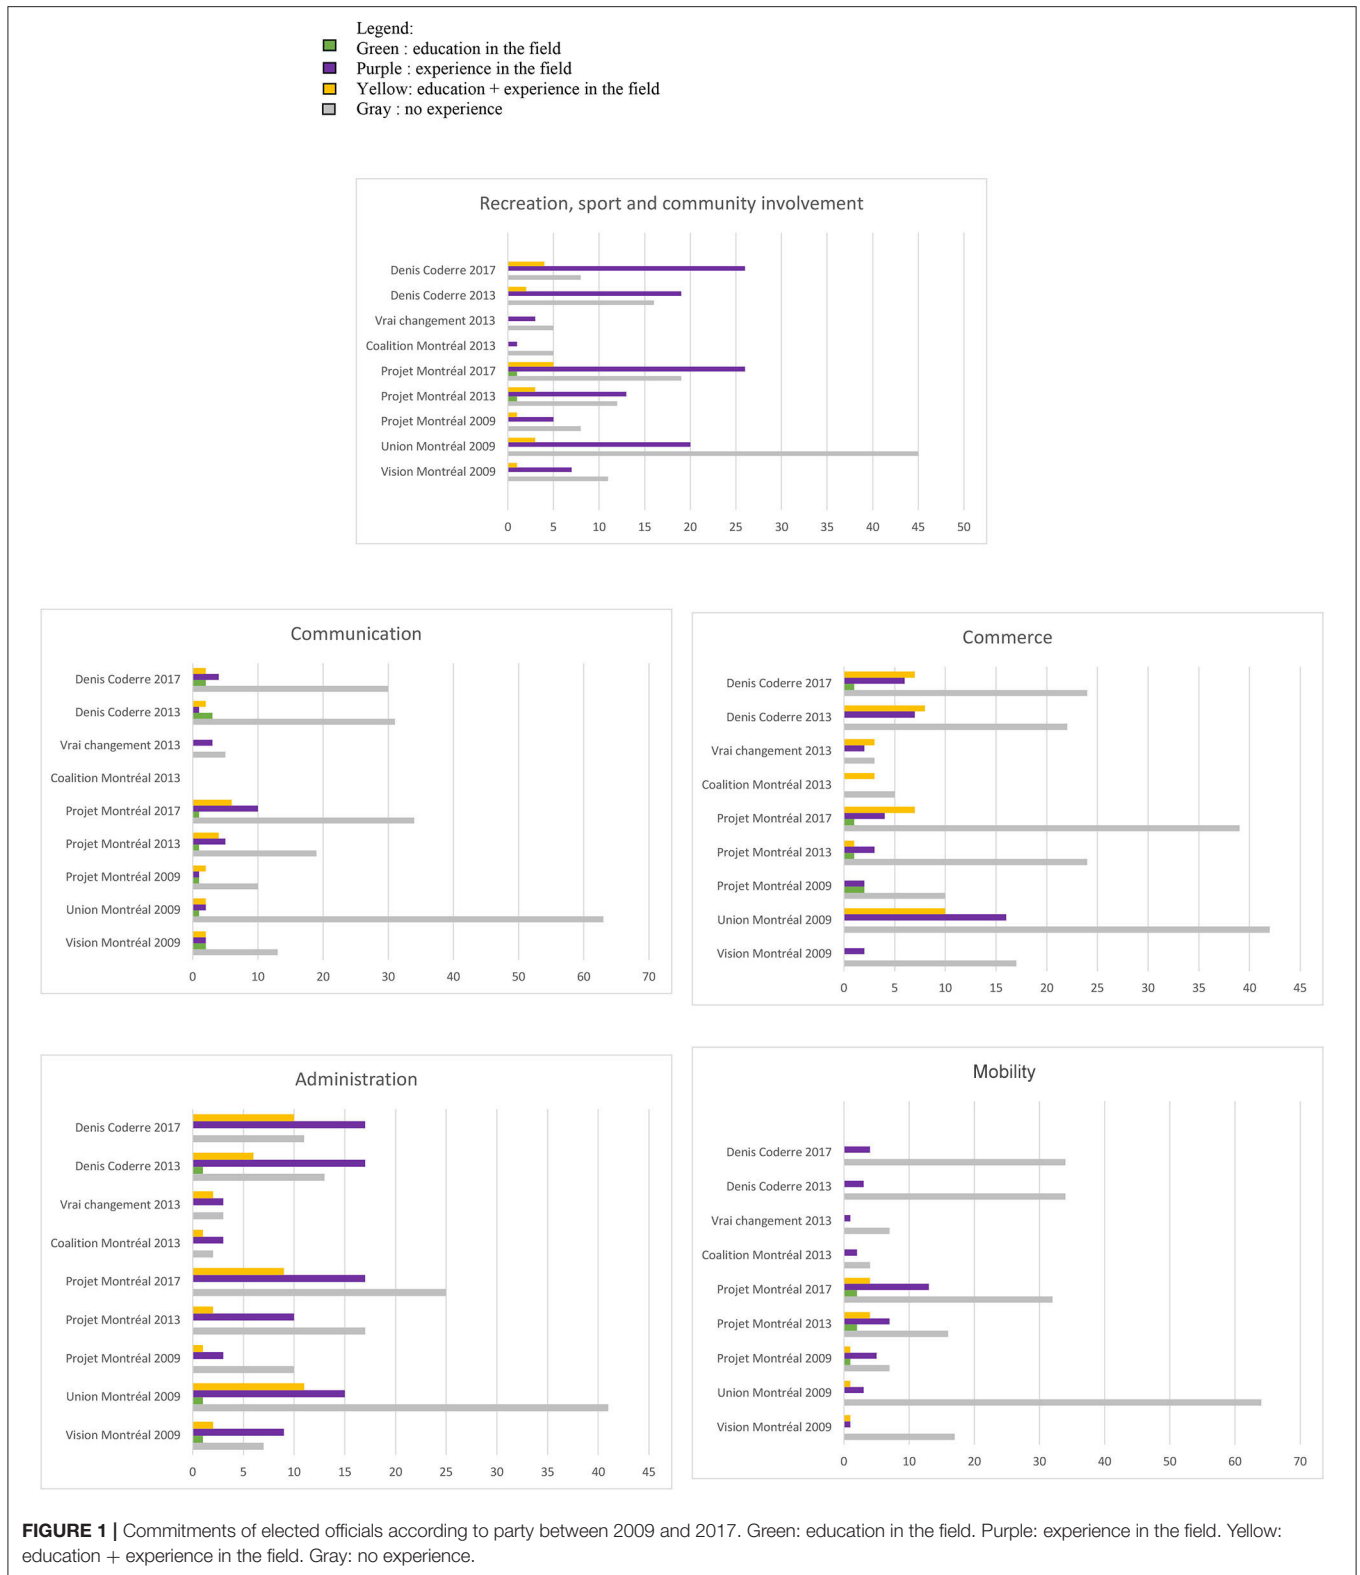 Legend:
Green : education in the field
Purple : experience in the field
Yellow: education + experience in the field
Gray : no experience
Recreation, sport and community involvement
Denis Coderre 2017
Denis Coderre 2013
Vrai changement 2013
Coalition Montréal 2013
Projet Montréal 2017
Projet Montréal 2013
Projet Montréal 2009
Union Montréal 2009
Vision Montréal 2009
0 5 10 15 20 25 30 35 40 45 50
Communication
Denis Coderre 2017
Denis Coderre 2013
Vrai changement 2013
Coalition Montréal 2013
Projet Montréal 2017
Projet Montréal 2013
Projet Montréal 2009
Union Montréal 2009
Vision Montréal 2009
0 10 20 30 40 50 60 70
Commerce
Denis Coderre 2017
Denis Coderre 2013
Vrai changement 2013
Coalition Montréal 2013
Projet Montréal 2017
Projet Montréal 2013
Projet Montréal 2009
Union Montréal 2009
Vision Montréal 2009
0 5 10 15 20 25 30 35 40 45
Administration
Denis Coderre 2017
Denis Coderre 2013
Vrai changement 2013
Coalition Montréal 2013
Projet Montréal 2017
Projet Montréal 2013
Projet Montréal 2009
Union Montréal 2009
Vision Montréal 2009
0 5 10 15 20 25 30 35 40 45
Mobility
Denis Coderre 2017
Denis Coderre 2013
Vrai changement 2013
Coalition Montréal 2013
Projet Montréal 2017
Projet Montréal 2013
Projet Montréal 2009
Union Montréal 2009
Vision Montréal 2009
0 10 20 30 40 50 60 70
FIGURE 1 | Commitments of elected officials according to party between 2009 and 2017. Green: education in the field. Purple: experience in the field. Yellow:
education + experience in the field. Gray: no experience.